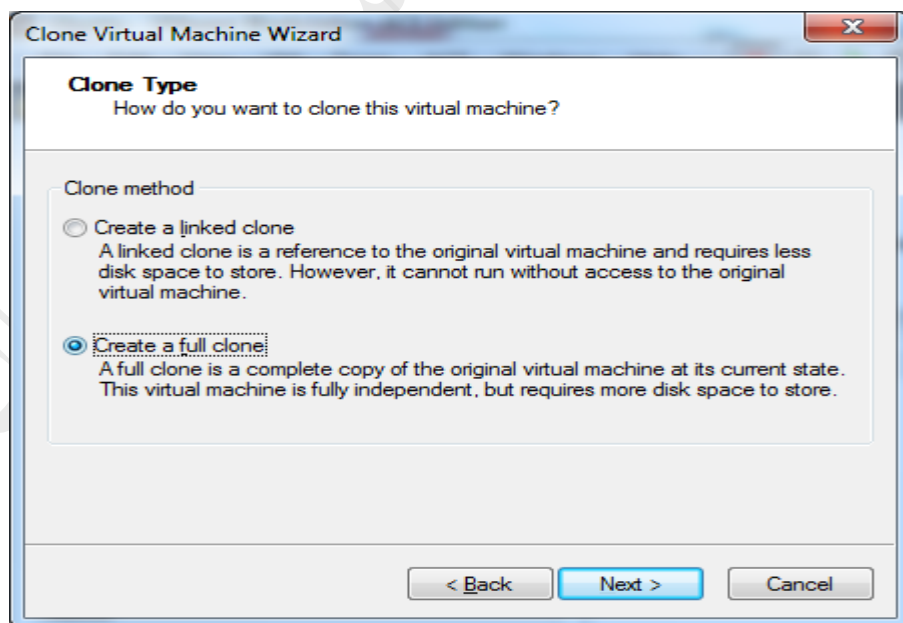 Clone Virtual Machine Wizard
Clone Type
How do you want to clone this virtual machine?
Clone method
Create a linked clone
A linked clone is a reference to the original virtual machine and requires less
disk space to store. However, it cannot run without access to the original
virtual machine.
Create a full clone
A full clone is a complete copy of the original virtual machine at its current state.
This virtual machine is fully independent, but requires more disk space to store.
< Back
Next >
Cancel